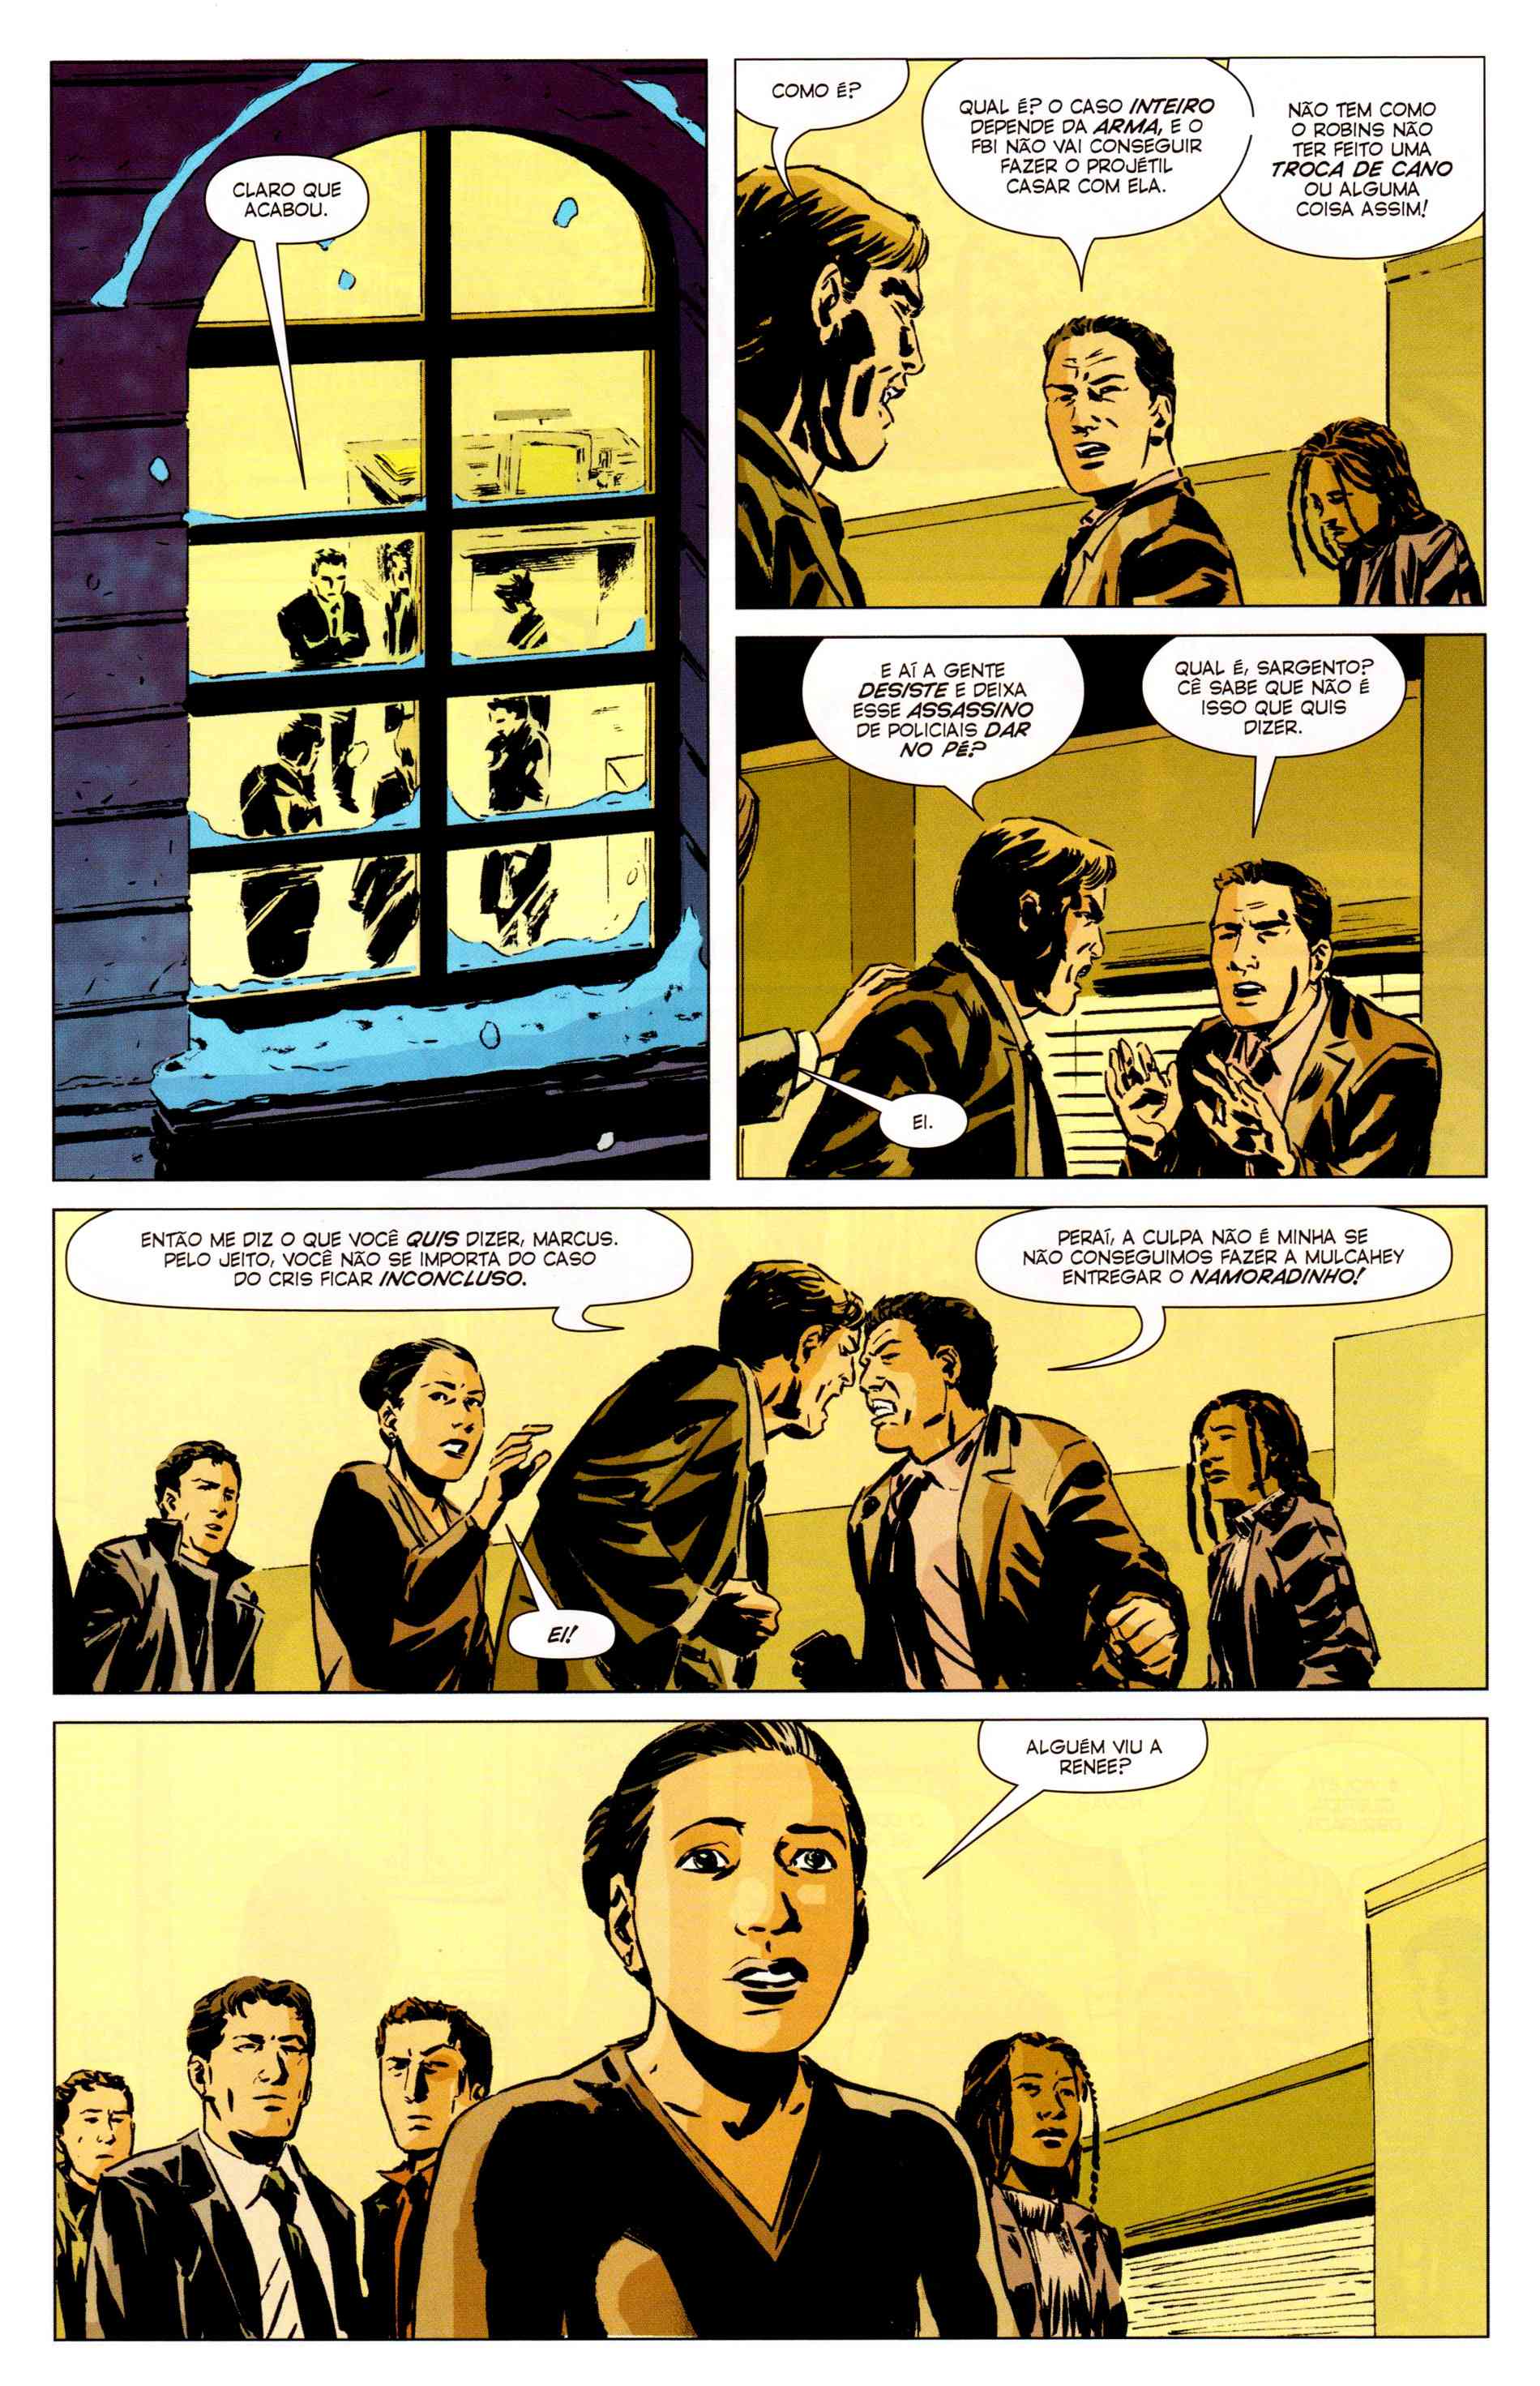 CLARO QUE
ACABOU.
COMO É?
QUAL É? O CASO INTEIRO
DEPENDE DA ARMA, E O
FBI NÃO VAI CONSEGUIR
FAZER O PROJÉTIL
CASAR COM ELA.
NÃO TEM COMO
O ROBINS NÃO
TER FEITO UMA
TROCA DE CANO
OU ALGUMA
COISA ASSIM!
E AÍ A GENTE
DESISTE E DEIXA
ESSE ASSASSINO
DE POLICIAIS DAR
NO PÉ?
QUAL É, SARGENTO?
CÊ SABE QUE NÃO É
ISSO QUE QUIS
DIZER.
EI.
ENTÃO ME DIZ O QUE VOCÊ QUIS DIZER, MARCUS.
PELO JEITO, VOCÊ NÃO SE IMPORTA DO CASO
DO CRIS FICAR INCONCLUSO.
PERAÍ, A CULPA NÃO É MINHA SE
NÃO CONSEGUIMOS FAZER A MULCAHEY
ENTREGAR O NAMORADINHO!
EI!
ALGUÉM VIU A
RENEE?